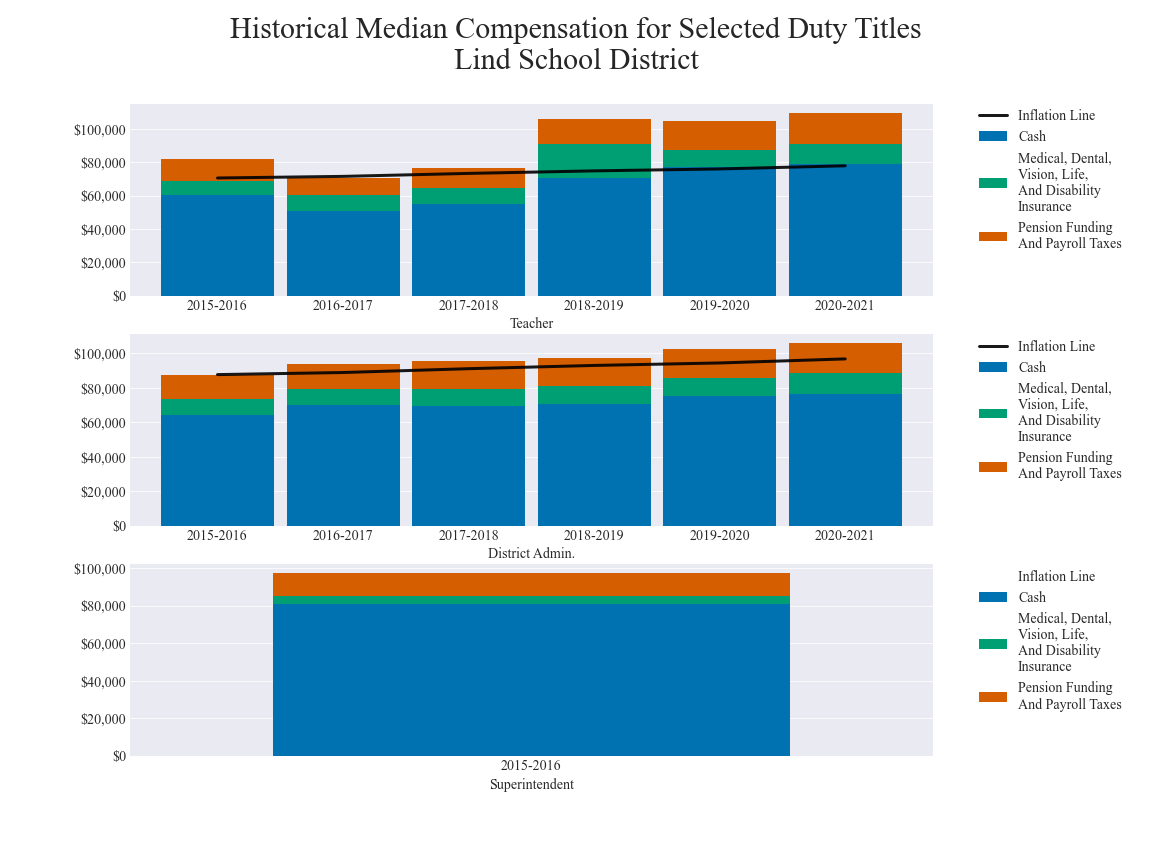 Historical Median Compensation for Selected Duty Titles
Lind School District
$100,000
$80,000
$60,000
$40,000
$20,000
$0
2015-2016 2016-2017 2017-2018 2018-2019 2019-2020 2020-2021
Teacher
Inflation Line
Cash
Medical, Dental,
Vision, Life,
And Disability
Insurance
Pension Funding
And Payroll Taxes
$100,000
$80,000
$60,000
$40,000
$20,000
$0
2015-2016 2016-2017 2017-2018 2018-2019 2019-2020 2020-2021
District Admin.
Inflation Line
Cash
Medical, Dental,
Vision, Life,
And Disability
Insurance
Pension Funding
And Payroll Taxes
$100,000
$80,000
$60,000
$40,000
$20,000
$0
2015-2016
Superintendent
Inflation Line
Cash
Medical, Dental,
Vision, Life,
And Disability
Insurance
Pension Funding
And Payroll Taxes